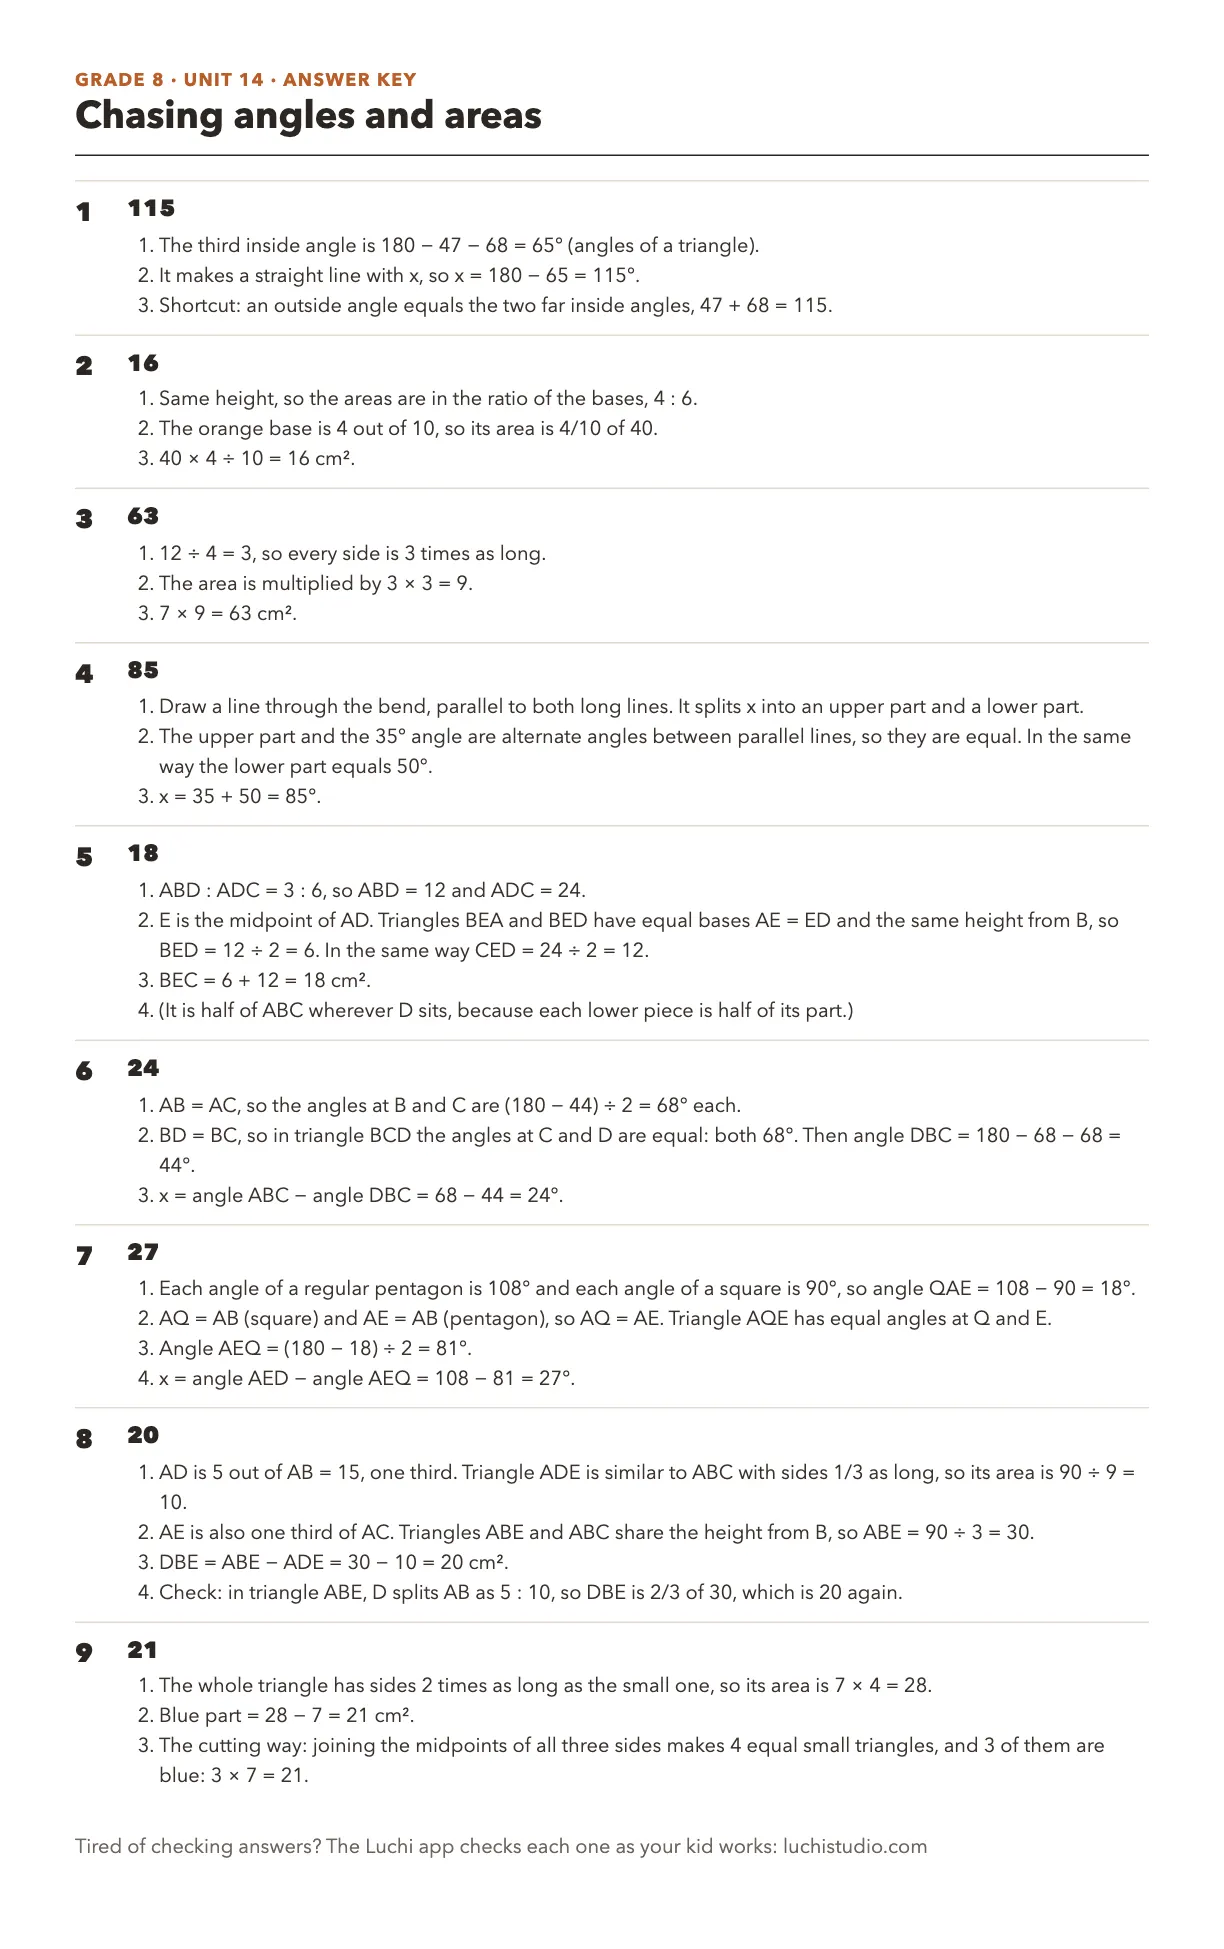 GRADE 8 · UNIT 14 · ANSWER KEY
Chasing angles and areas
1 115
1. The third inside angle is 180 − 47 − 68 = 65° (angles of a triangle).
2. It makes a straight line with x, so x = 180 − 65 = 115°.
3. Shortcut: an outside angle equals the two far inside angles, 47 + 68 = 115.
2 16
1. Same height, so the areas are in the ratio of the bases, 4 : 6.
2. The orange base is 4 out of 10, so its area is 4/10 of 40.
3. 40 × 4 ÷ 10 = 16 cm².
3 63
1. 12 ÷ 4 = 3, so every side is 3 times as long.
2. The area is multiplied by 3 × 3 = 9.
3. 7 × 9 = 63 cm².
4 85
1. Draw a line through the bend, parallel to both long lines. It splits x into an upper part and a lower part.
2. The upper part and the 35° angle are alternate angles between parallel lines, so they are equal. In the same
way the lower part equals 50°.
3. x = 35 + 50 = 85°.
5 18
1. ABD : ADC = 3 : 6, so ABD = 12 and ADC = 24.
2. E is the midpoint of AD. Triangles BEA and BED have equal bases AE = ED and the same height from B, so
BED = 12 ÷ 2 = 6. In the same way CED = 24 ÷ 2 = 12.
3. BEC = 6 + 12 = 18 cm².
4. (It is half of ABC wherever D sits, because each lower piece is half of its part.)
6 24
1. AB = AC, so the angles at B and C are (180 − 44) ÷ 2 = 68° each.
2. BD = BC, so in triangle BCD the angles at C and D are equal: both 68°. Then angle DBC = 180 − 68 − 68 =
44°.
3. x = angle ABC − angle DBC = 68 − 44 = 24°.
7 27
1. Each angle of a regular pentagon is 108° and each angle of a square is 90°, so angle QAE = 108 − 90 = 18°.
2. AQ = AB (square) and AE = AB (pentagon), so AQ = AE. Triangle AQE has equal angles at Q and E.
3. Angle AEQ = (180 − 18) ÷ 2 = 81°.
4. x = angle AED − angle AEQ = 108 − 81 = 27°.
8 20
1. AD is 5 out of AB = 15, one third. Triangle ADE is similar to ABC with sides 1/3 as long, so its area is 90 ÷ 9 =
10.
2. AE is also one third of AC. Triangles ABE and ABC share the height from B, so ABE = 90 ÷ 3 = 30.
3. DBE = ABE − ADE = 30 − 10 = 20 cm².
4. Check: in triangle ABE, D splits AB as 5 : 10, so DBE is 2/3 of 30, which is 20 again.
9 21
1. The whole triangle has sides 2 times as long as the small one, so its area is 7 × 4 = 28.
2. Blue part = 28 − 7 = 21 cm².
3. The cutting way: joining the midpoints of all three sides makes 4 equal small triangles, and 3 of them are
blue: 3 × 7 = 21.
Tired of checking answers? The Luchi app checks each one as your kid works: luchistudio.com